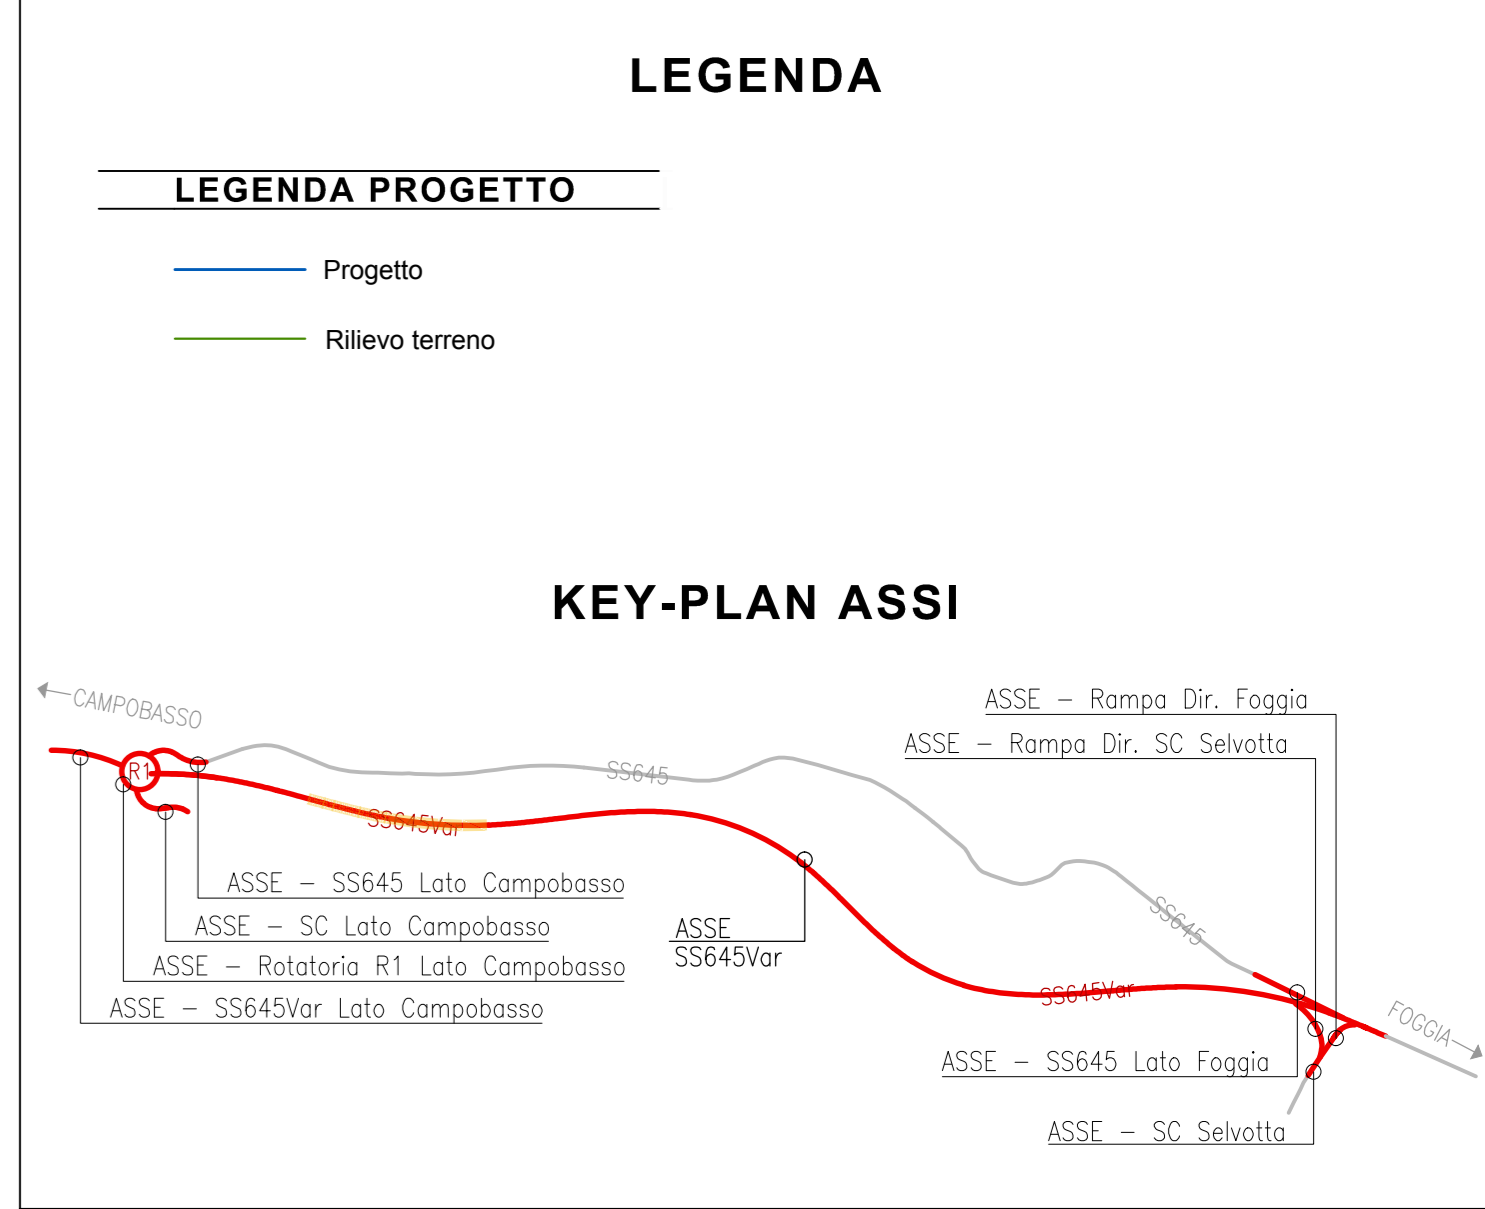 LEGENDA
LEGENDA PROGETTO
Progetto
Rilievo terreno
KEY-PLAN ASSI
CAMPOBASSO
ASSE - Rampa Dir. Foggia
ASSE - Rampa Dir. SC Selvotta
R1
SS645
SS645Var
ASSE - SS645 Lato Campobasso
ASSE - SC Lato Campobasso
ASSE - Rotatoria R1 Lato Campobasso
ASSE - SS645Var Lato Campobasso
ASSE
SS645Var
SS645
SS645Var
FOGGIA
ASSE - SS645 Lato Foggia
ASSE - SC Selvotta